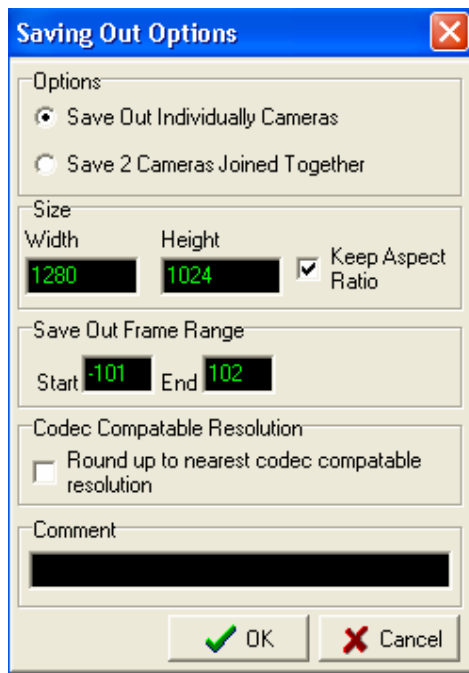 Saving Out Options
Options
Save Out Individually Cameras
Save 2 Cameras Joined Together
Size
Width Height
1280 1024
Keep Aspect
Ratio
Save Out Frame Range
Start -101 End 102
Codec Compatable Resolution
Round up to nearest codec compatable
resolution
Comment
OK Cancel